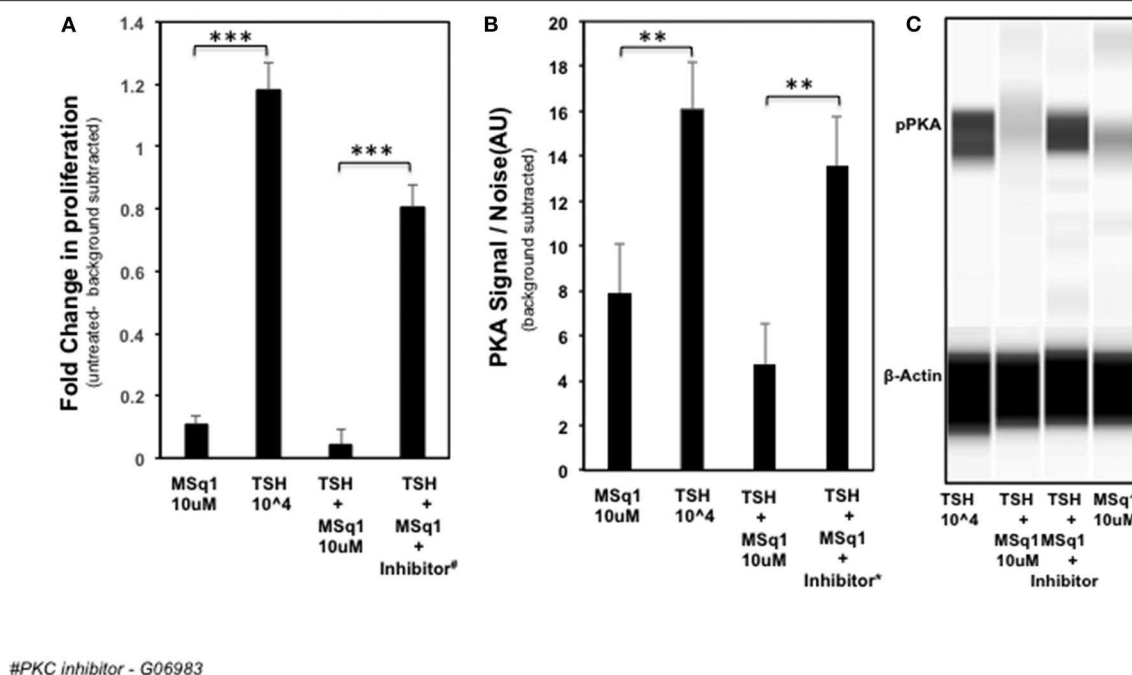 A
Fold Change in proliferation
(untreated- background subtracted)
1.4
1.2
1
0.8
0.6
0.4
0.2
0
***
***
MSq1
10uM
TSH
10^4
TSH
+
MSq1
10uM
TSH
+
MSq1
+
Inhibitor#
B
PKA Signal / Noise(AU)
(background subtracted)
20
18
16
14
12
10
8
6
4
2
0
**
**
MSq1
10uM
TSH
10^4
TSH
+
MSq1
10uM
TSH
+
MSq1
+
Inhibitor*
C
pPKA
β-Actin
TSH
10^4
TSH
+
MSq1
10uM
TSH
+
MSq1
+
Inhibitor
MSq
10uM
#PKC inhibitor - G06983